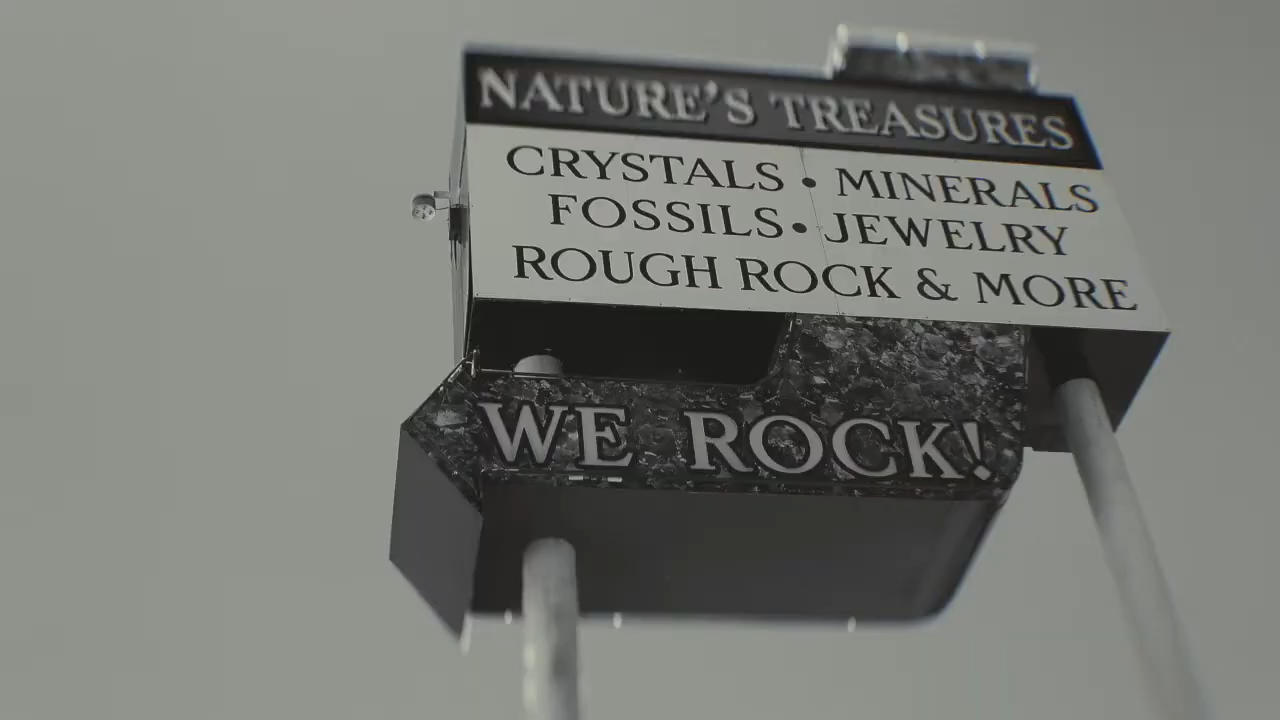 NATURE'S TREASURES
CRYSTALS • MINERALS
FOSSILS • JEWELRY
ROUGH ROCK & MORE
WE ROCK!